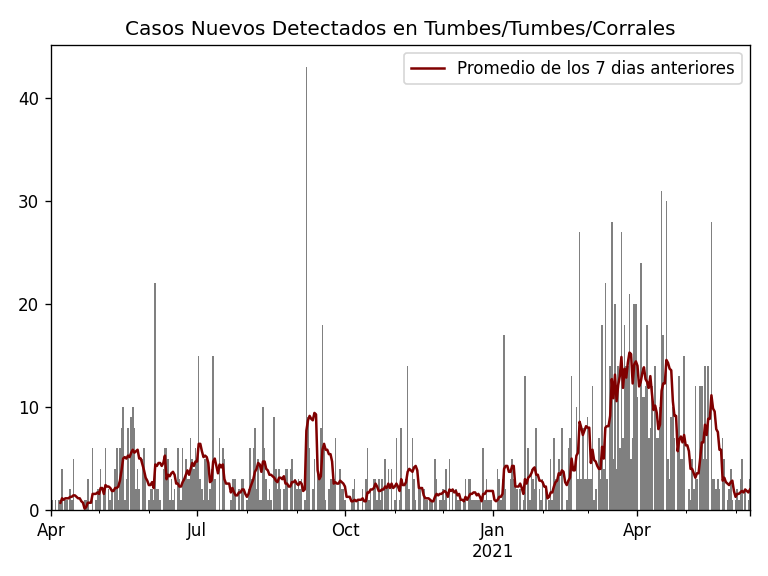 Casos Nuevos Detectados en Tumbes/Tumbes/Corrales
Promedio de los 7 dias anteriores
40
30
20
10
0
Apr Jul Oct Jan Apr
2021